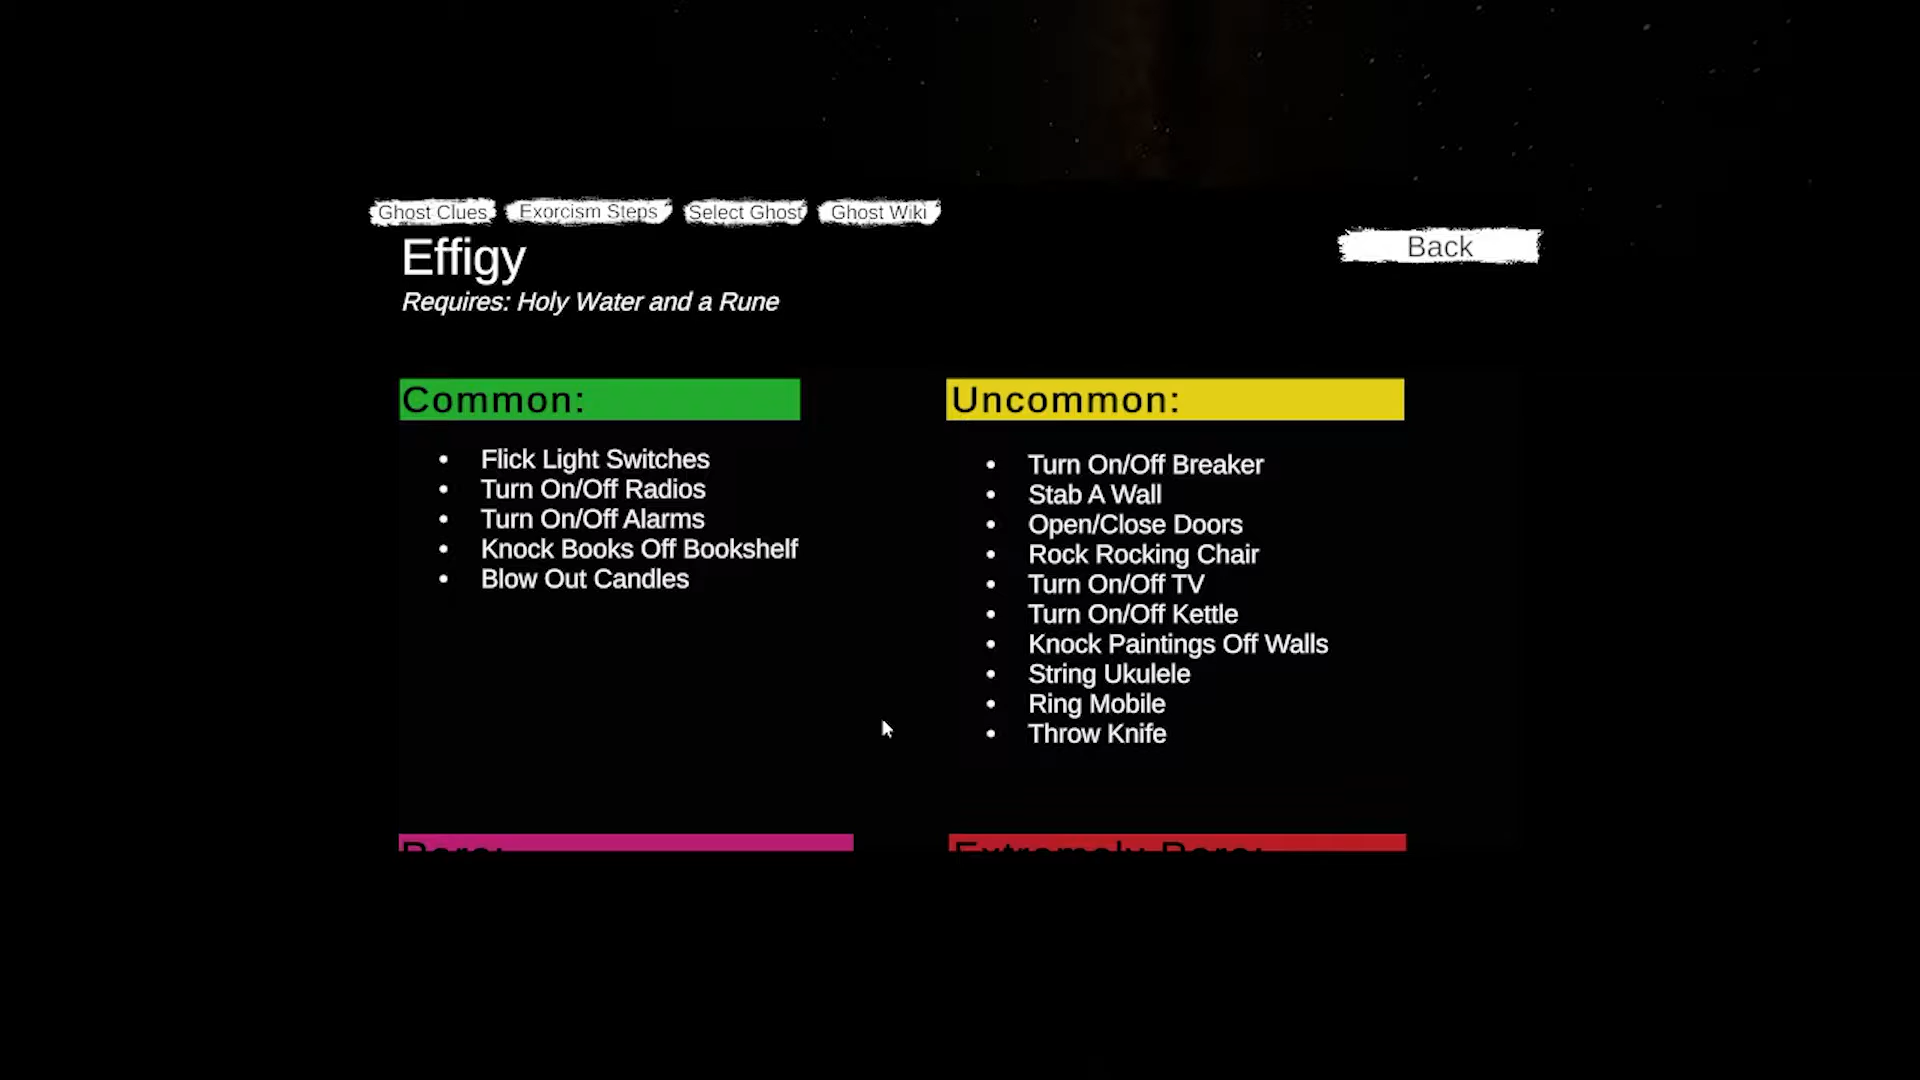 Ghost Clues Exorcism Steps Select Ghost Ghost Wiki
Back
Effigy
Requires: Holy Water and a Rune
Common:
• Flick Light Switches
• Turn On/Off Radios
• Turn On/Off Alarms
• Knock Books Off Bookshelf
• Blow Out Candles
Uncommon:
• Turn On/Off Breaker
• Stab A Wall
• Open/Close Doors
• Rock Rocking Chair
• Turn On/Off TV
• Turn On/Off Kettle
• Knock Paintings Off Walls
• String Ukulele
• Ring Mobile
• Throw Knife
Rare:
Extremely Rare: